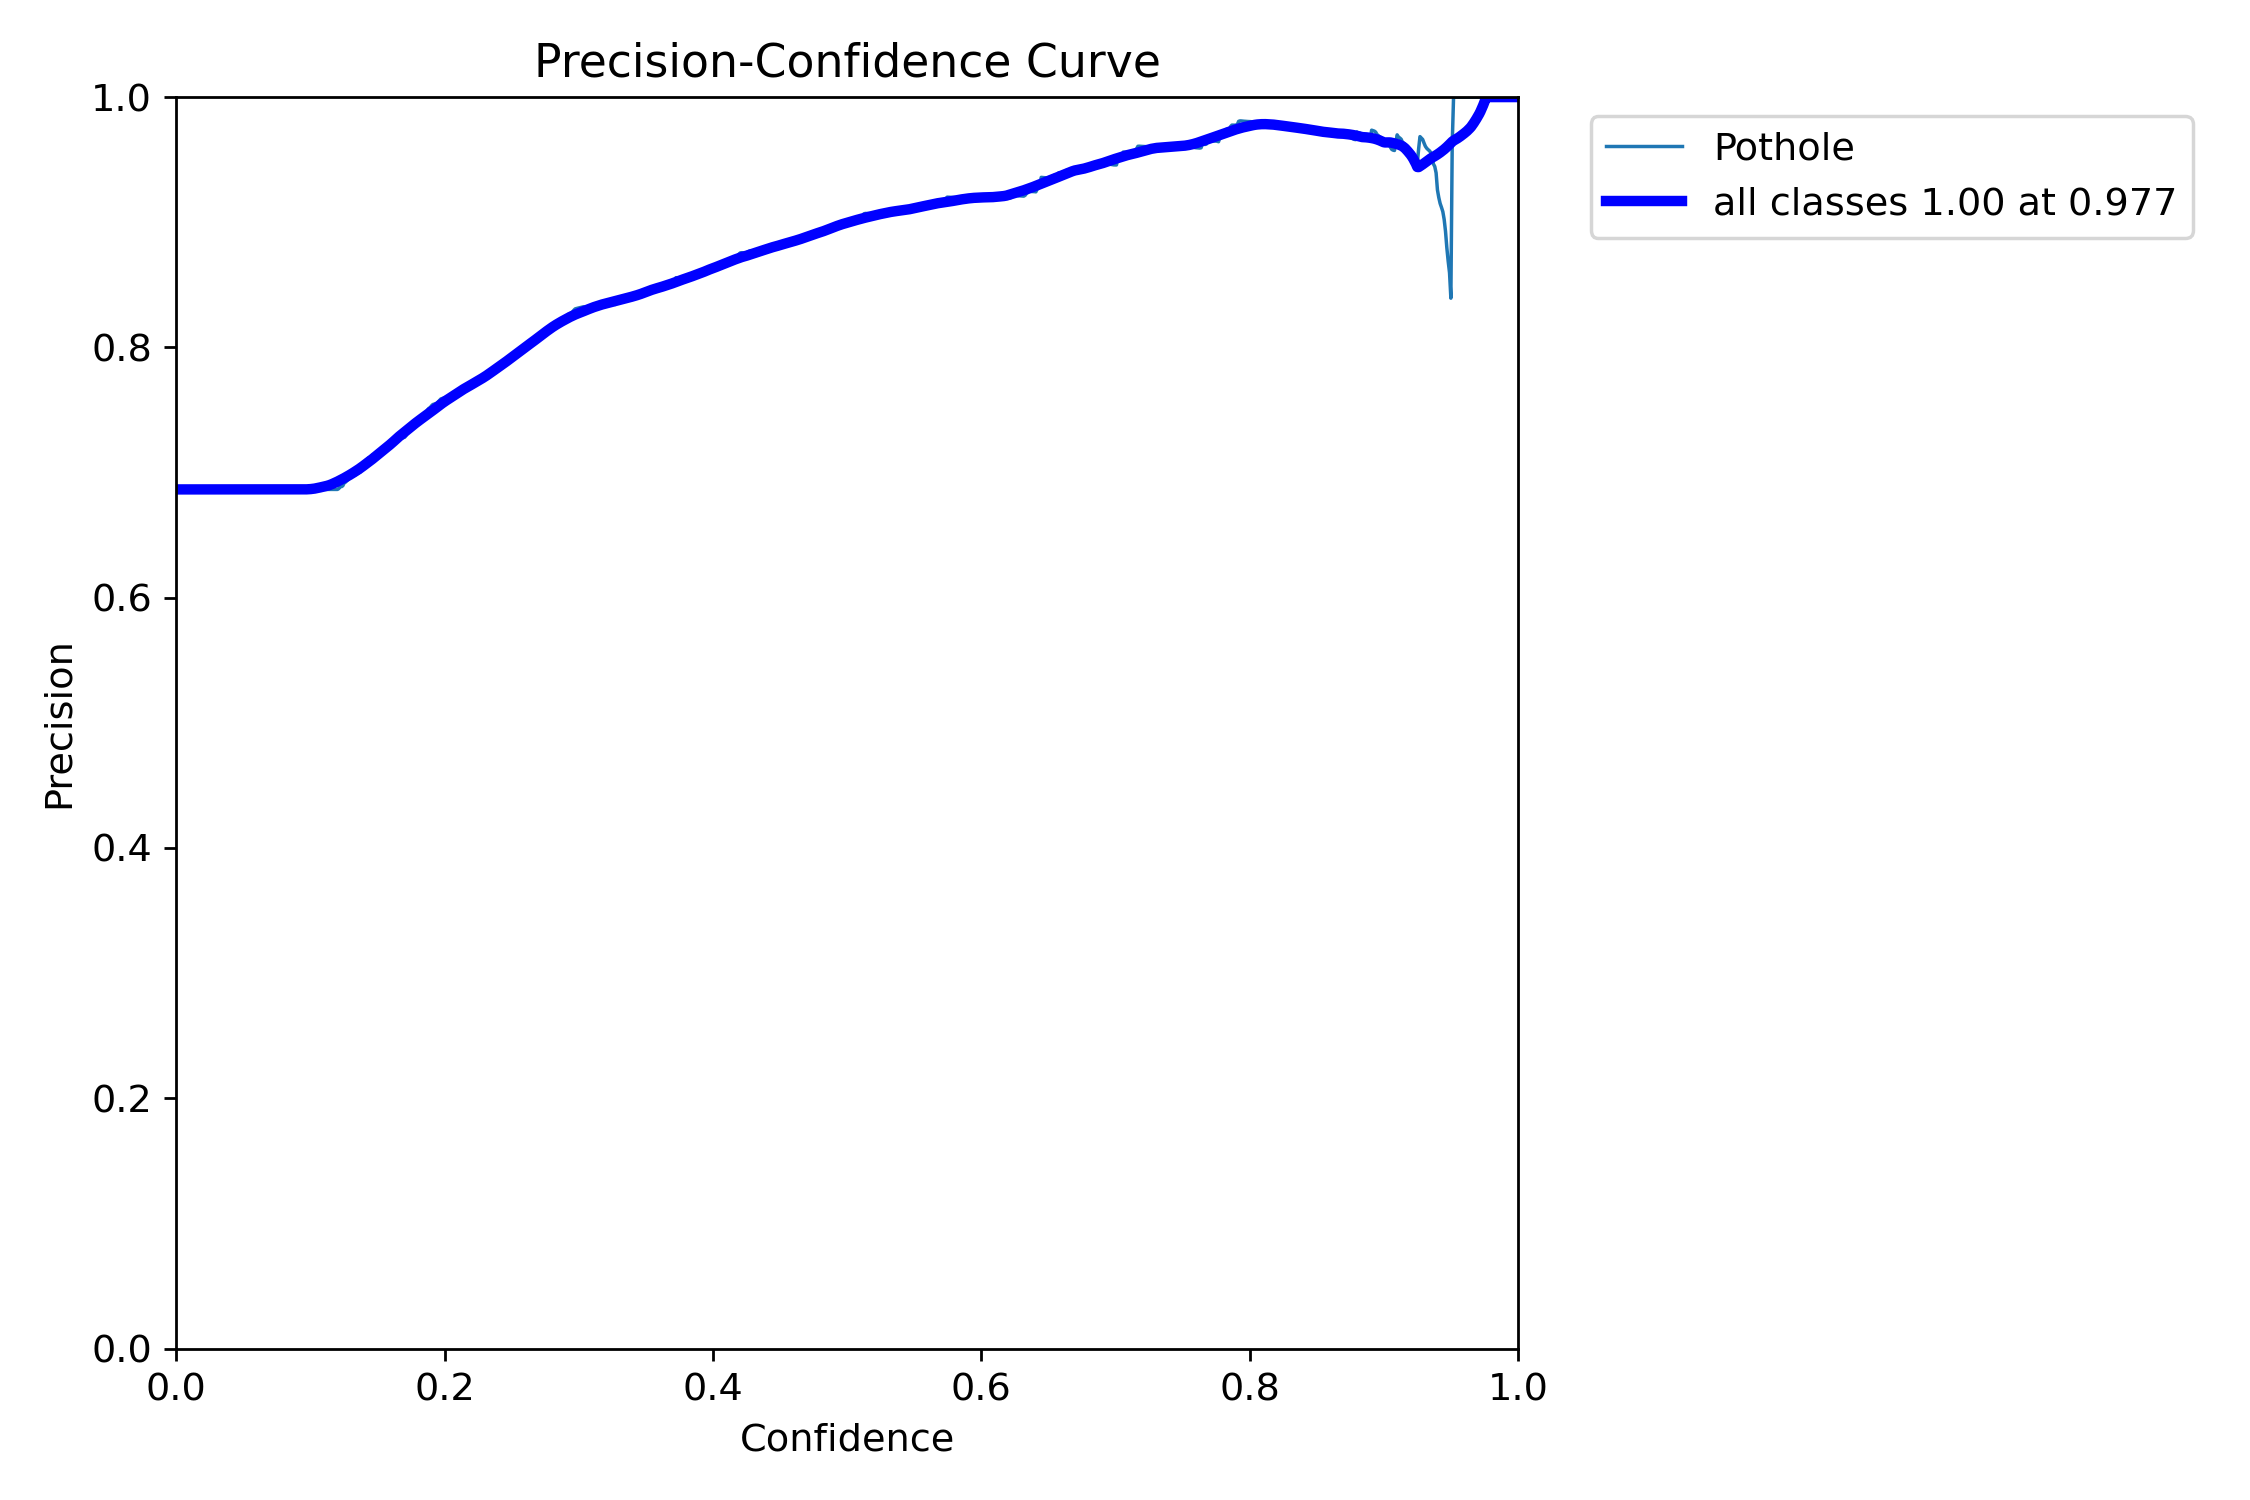 Precision-Confidence Curve
1.0
0.8
0.6
0.4
0.2
0.0
Precision
0.0 0.2 0.4 0.6 0.8 1.0
Confidence
Pothole
all classes 1.00 at 0.977